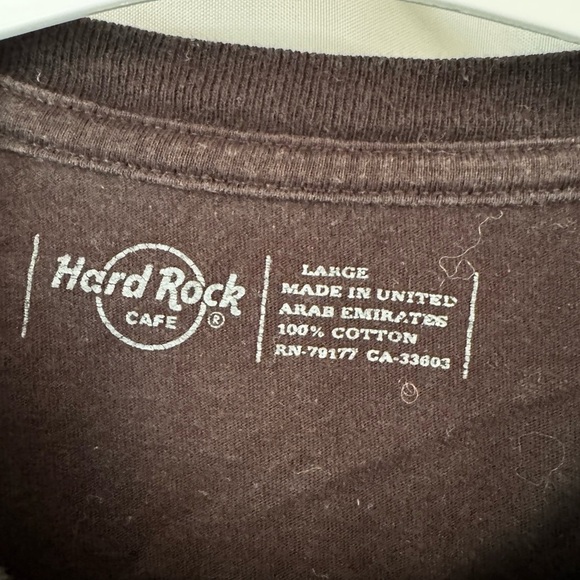 Hard Rock
CAFE ®
LARGE
MADE IN UNITED
ARAB EMIRATES
100% COTTON
RN-79177 CA-33603